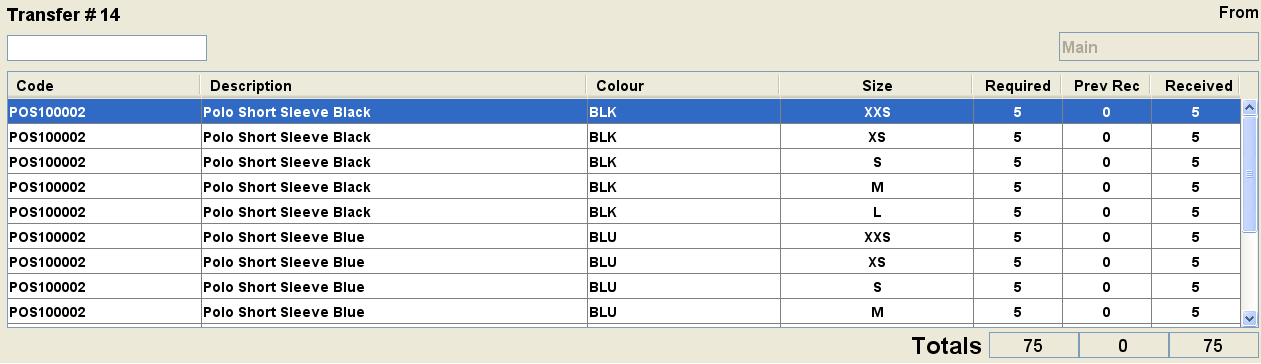 Transfer # 14 From
Main
Code Description Colour Size Required Prev Rec Received
POS100002 Polo Short Sleeve Black BLK XXS 5 0 5
POS100002 Polo Short Sleeve Black BLK XS 5 0 5
POS100002 Polo Short Sleeve Black BLK S 5 0 5
POS100002 Polo Short Sleeve Black BLK M 5 0 5
POS100002 Polo Short Sleeve Black BLK L 5 0 5
POS100002 Polo Short Sleeve Blue BLU XXS 5 0 5
POS100002 Polo Short Sleeve Blue BLU XS 5 0 5
POS100002 Polo Short Sleeve Blue BLU S 5 0 5
POS100002 Polo Short Sleeve Blue BLU M 5 0 5
Totals 75 0 75